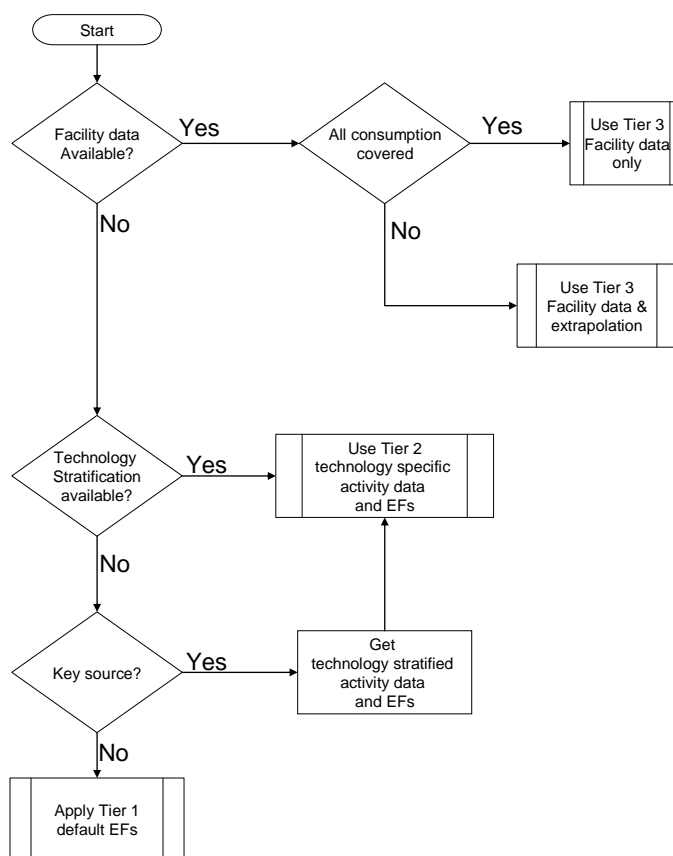 Start
Facility data
Available?
Yes
All consumption
covered
Yes
Use Tier 3
Facility data
only
No
No
Use Tier 3
Facility data &
extrapolation
Technology
Stratification
available?
Yes
Use Tier 2
technology specific
activity data
and EFs
No
Key source?
Yes
Get
technology stratified
activity data
and EFs
No
Apply Tier 1
default EFs